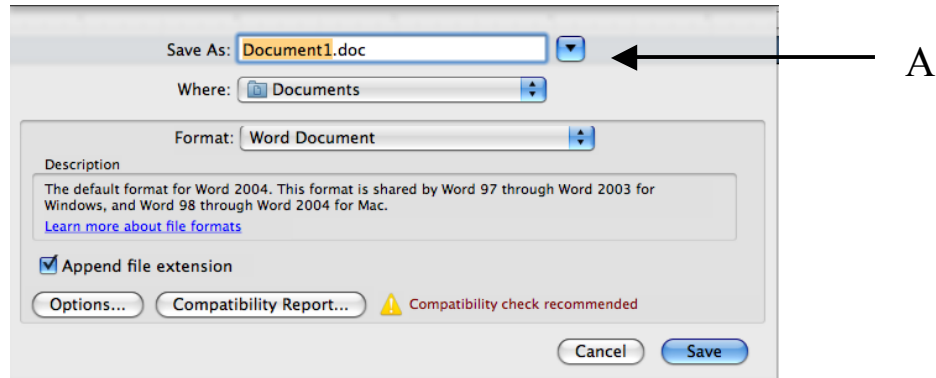 Save As: Document1.doc
A
Where: Documents
Format: Word Document
Description
The default format for Word 2004. This format is shared by Word 97 through Word 2003 for
Windows, and Word 98 through Word 2004 for Mac.
Learn more about file formats
Append file extension
Options... Compatibility Report... Compatibility check recommended
Cancel Save